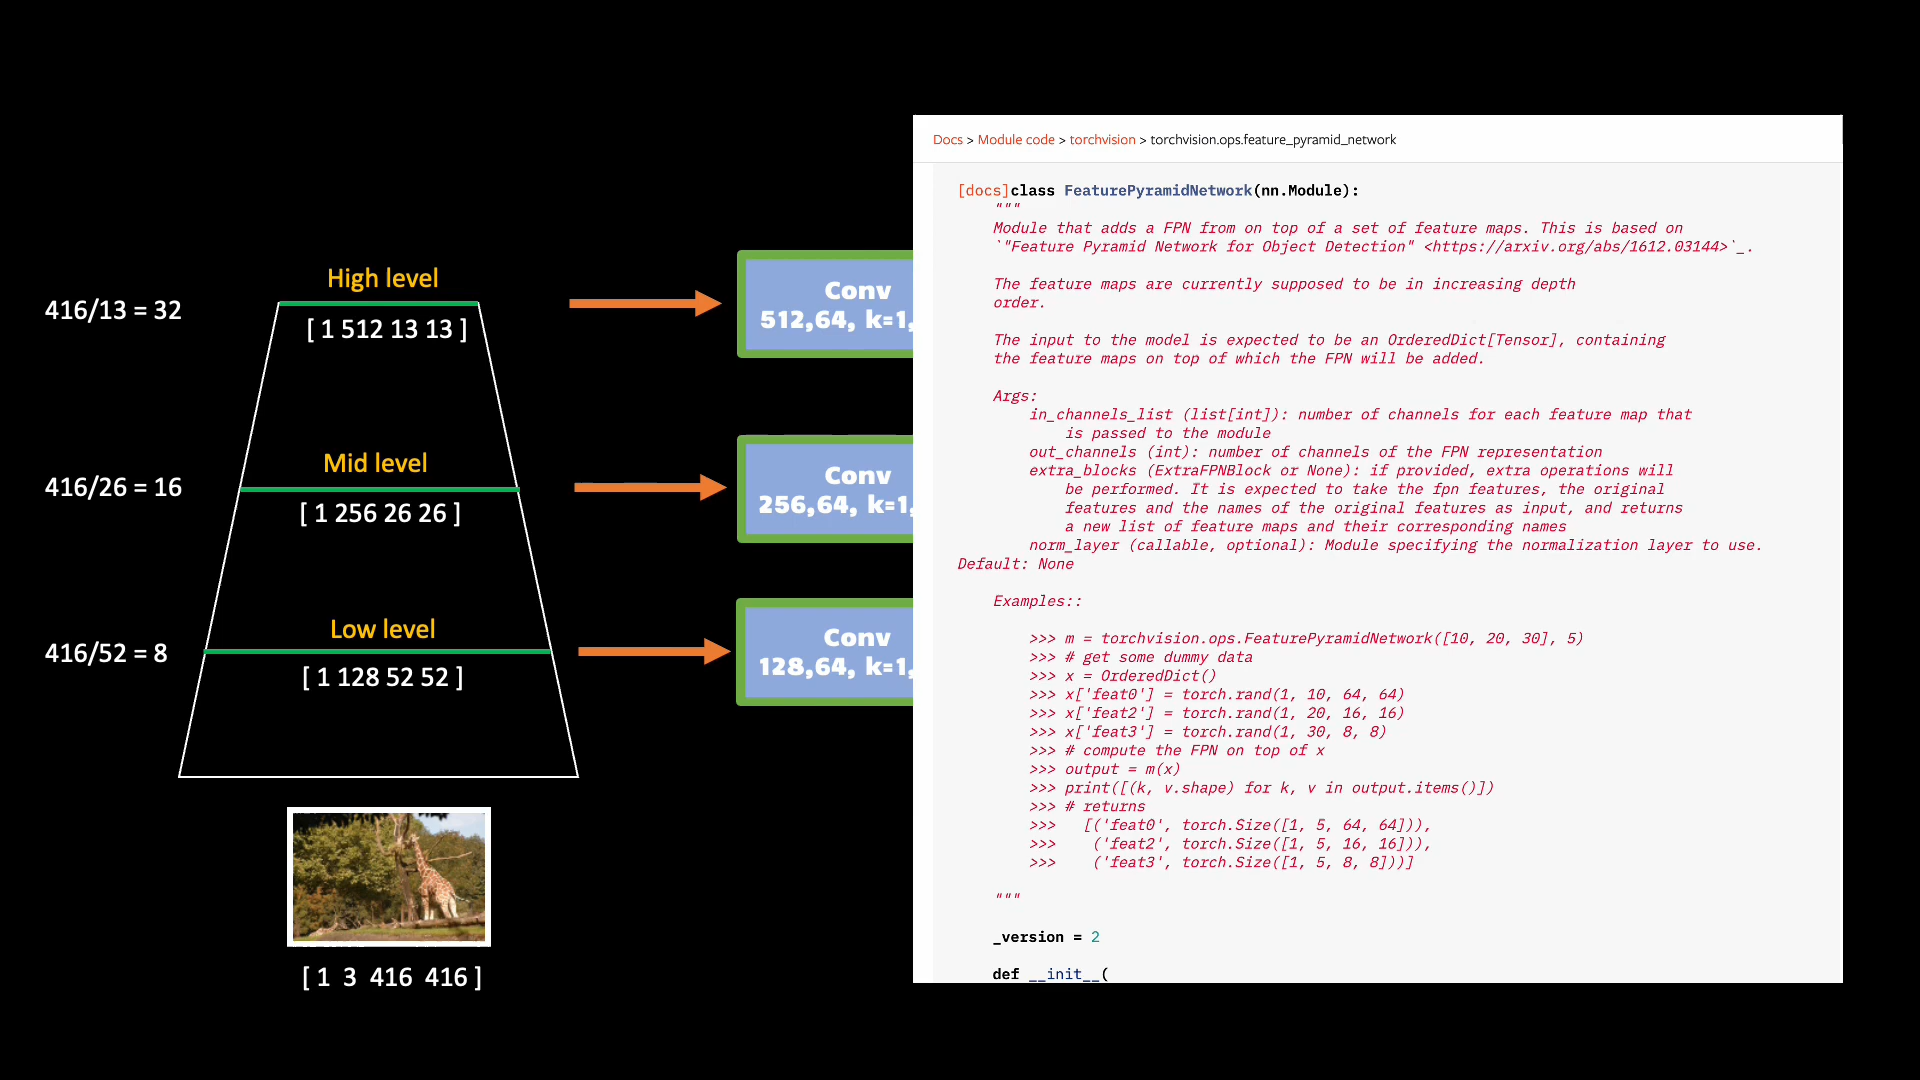 High level
416/13 = 32
[ 1 512 13 13 ]
Mid level
416/26 = 16
[ 1 256 26 26 ]
Low level
416/52 = 8
[ 1 128 52 52 ]
[ 1 3 416 416 ]
Conv
512,64, k=1,
Conv
256,64, k=1,
Conv
128,64, k=1,
Docs > Module code > torchvision > torchvision.ops.feature_pyramid_network
[docs]class FeaturePyramidNetwork(nn.Module):
"""
Module that adds a FPN from on top of a set of feature maps. This is based on
`"Feature Pyramid Network for Object Detection" <https://arxiv.org/abs/1612.03144>`_.
The feature maps are currently supposed to be in increasing depth
order.
The input to the model is expected to be an OrderedDict[Tensor], containing
the feature maps on top of which the FPN will be added.
Args:
in_channels_list (list[int]): number of channels for each feature map that
is passed to the module
out_channels (int): number of channels of the FPN representation
extra_blocks (ExtraFPNBlock or None): if provided, extra operations will
be performed. It is expected to take the fpn features, the original
features and the names of the original features as input, and returns
a new list of feature maps and their corresponding names
norm_layer (callable, optional): Module specifying the normalization layer to use.
Default: None
Examples::
>>> m = torchvision.ops.FeaturePyramidNetwork([10, 20, 30], 5)
>>> # get some dummy data
>>> x = OrderedDict()
>>> x['feat0'] = torch.rand(1, 10, 64, 64)
>>> x['feat2'] = torch.rand(1, 20, 16, 16)
>>> x['feat3'] = torch.rand(1, 30, 8, 8)
>>> # compute the FPN on top of x
>>> output = m(x)
>>> print([(k, v.shape) for k, v in output.items()])
>>> # returns
>>> [('feat0', torch.Size([1, 5, 64, 64])),
>>> ('feat2', torch.Size([1, 5, 16, 16])),
>>> ('feat3', torch.Size([1, 5, 8, 8]))]
"""
_version = 2
def __init__(